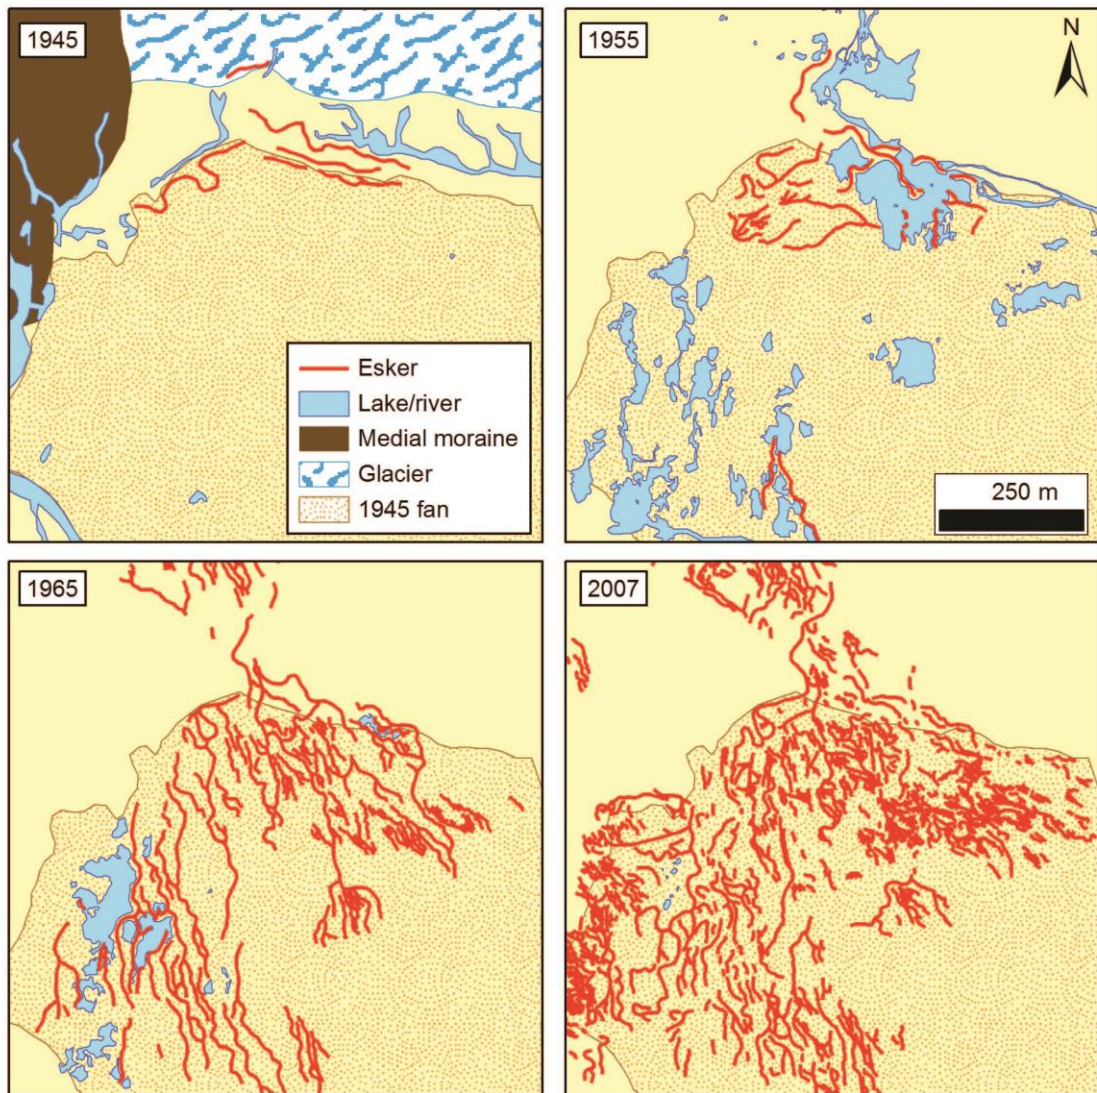 1945
Esker
Lake/river
Medial moraine
Glacier
1945 fan
1955
N
250 m
1965
2007